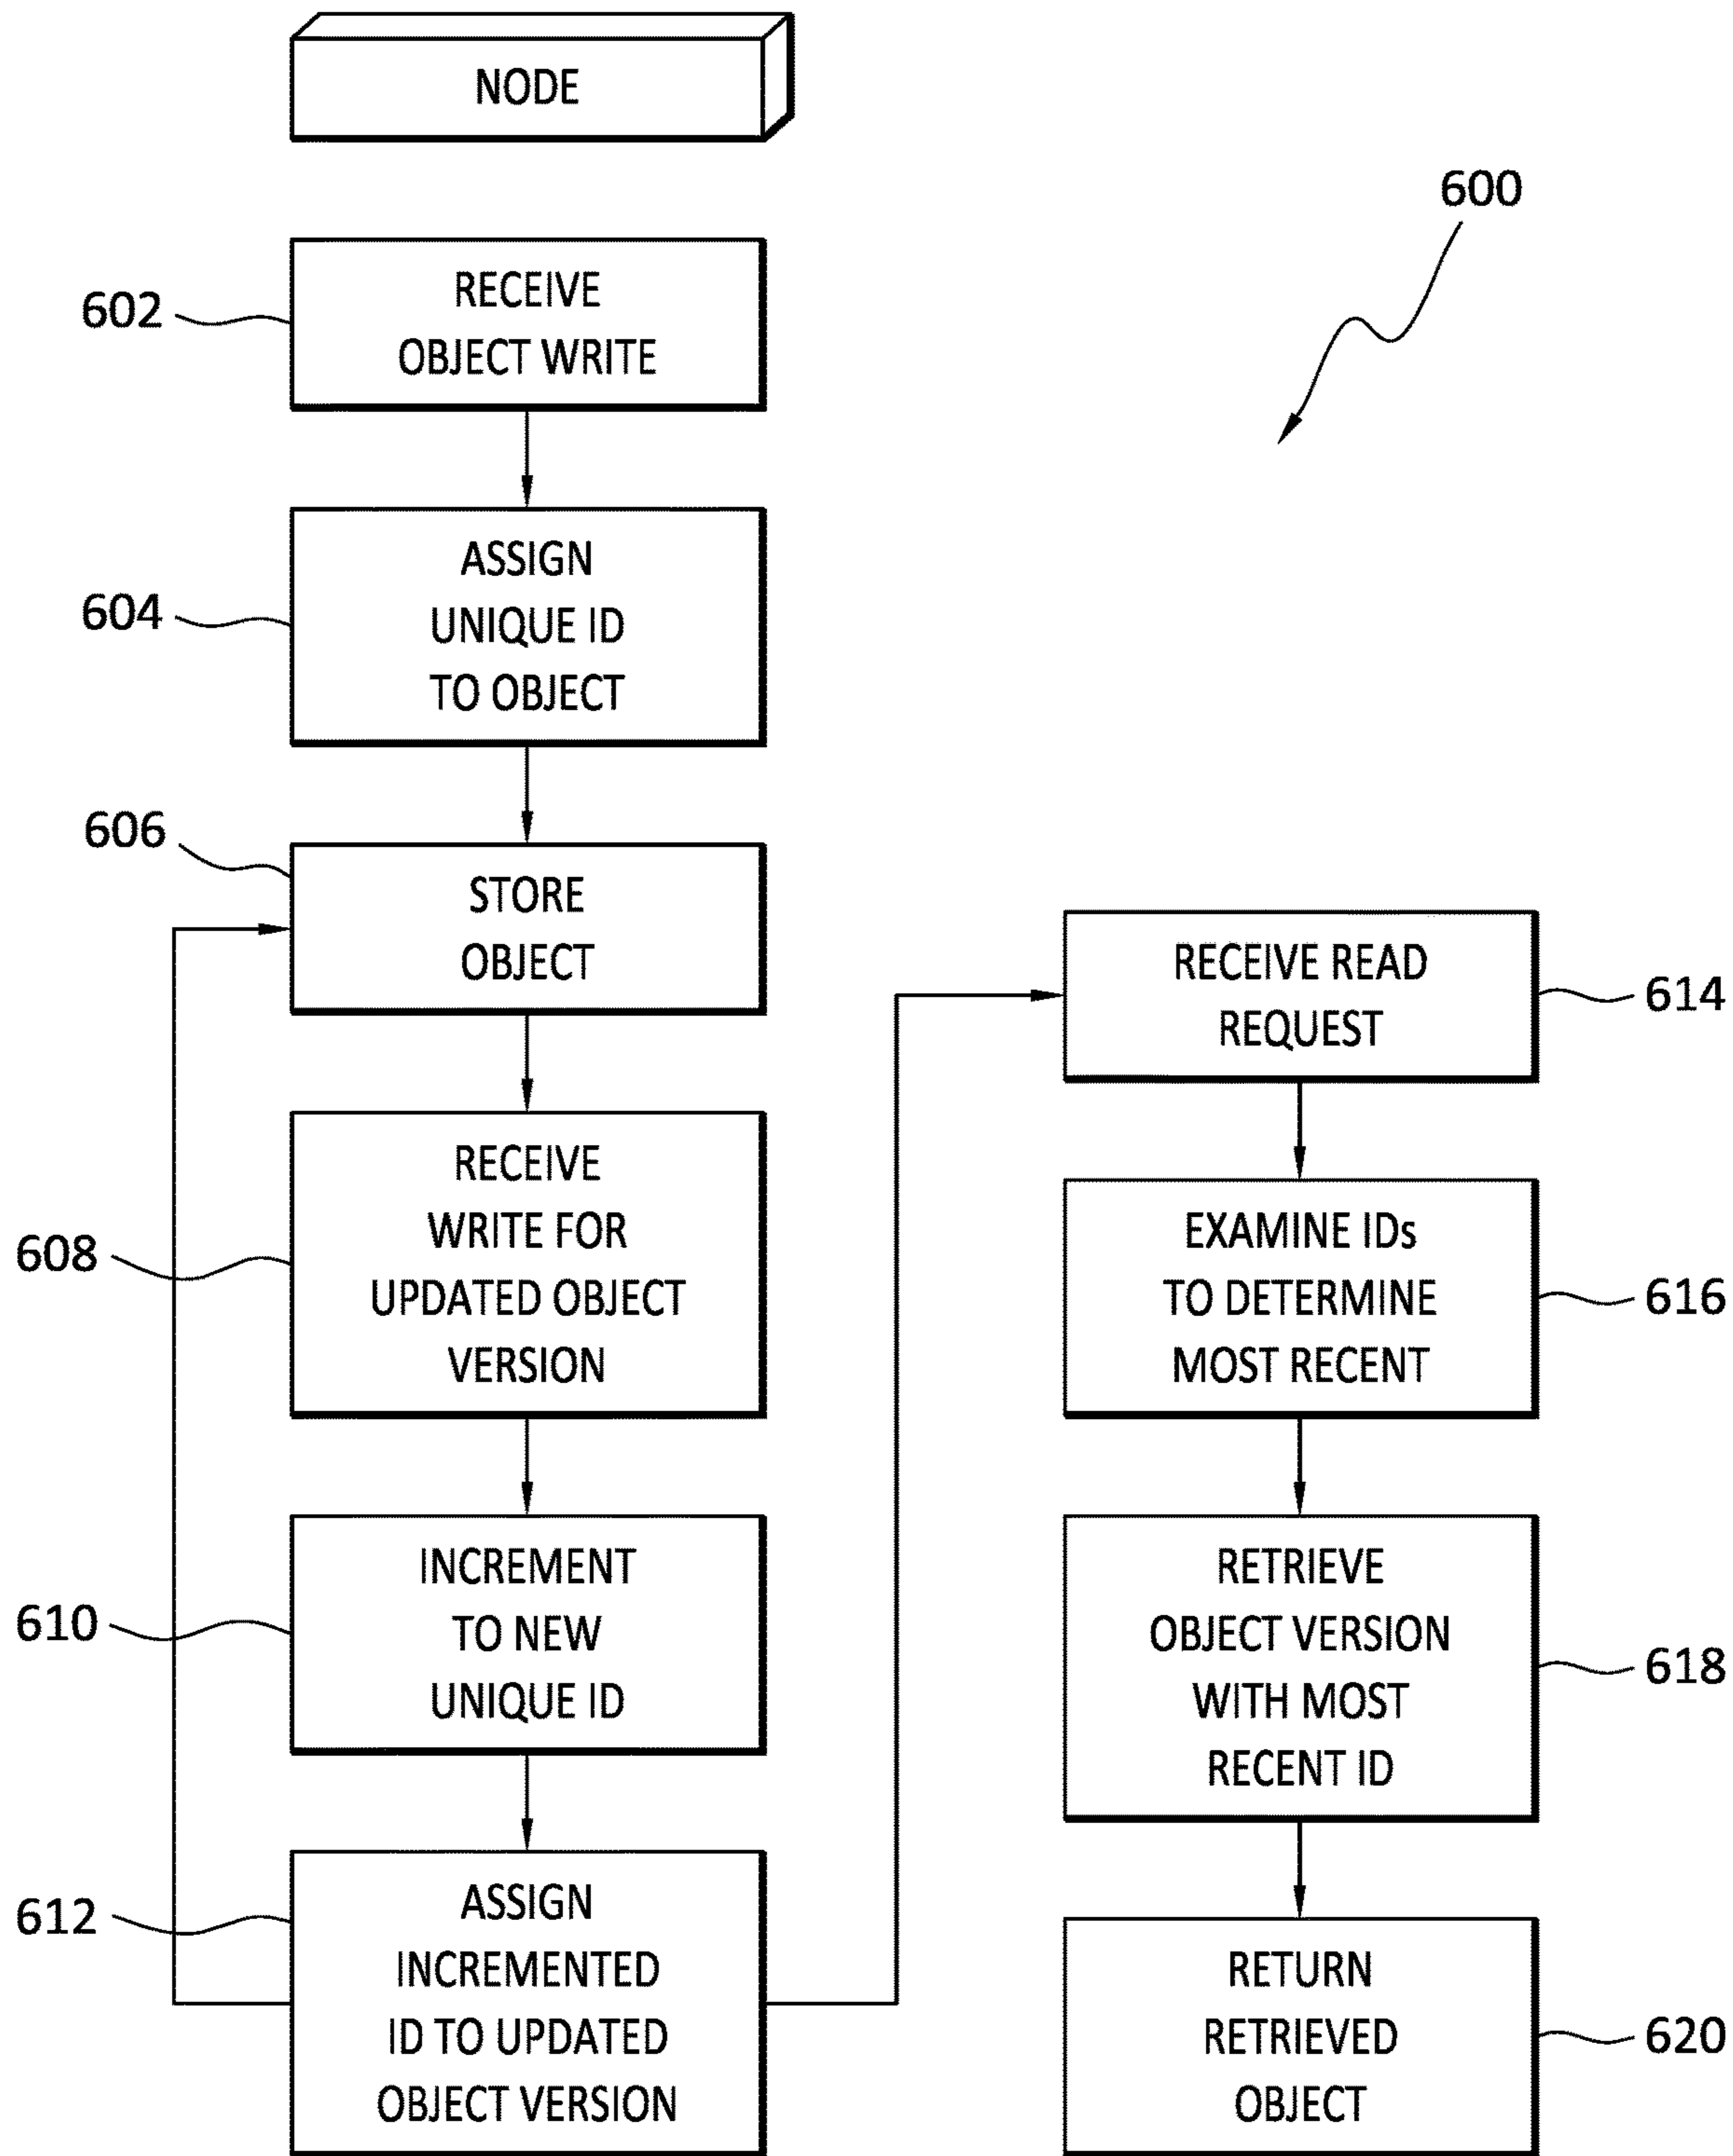 NODE
600
602
RECEIVE
OBJECT WRITE
604
ASSIGN
UNIQUE ID
TO OBJECT
606
STORE
OBJECT
608
RECEIVE
WRITE FOR
UPDATED OBJECT
VERSION
610
INCREMENT
TO NEW
UNIQUE ID
612
ASSIGN
INCREMENTED
ID TO UPDATED
OBJECT VERSION
RECEIVE READ
REQUEST
614
EXAMINE IDs
TO DETERMINE
MOST RECENT
616
RETRIEVE
OBJECT VERSION
WITH MOST
RECENT ID
618
RETURN
RETRIEVED
OBJECT
620